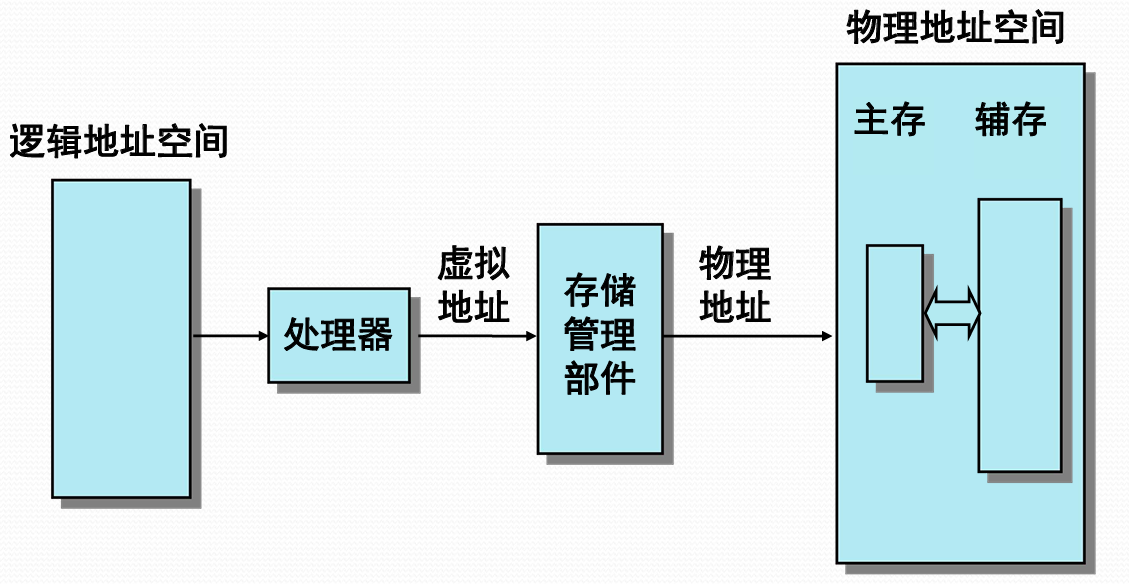 物理地址空间
主存
辅存
逻辑地址空间
处理器
虚拟
地址
存储
管理
部件
物理
地址